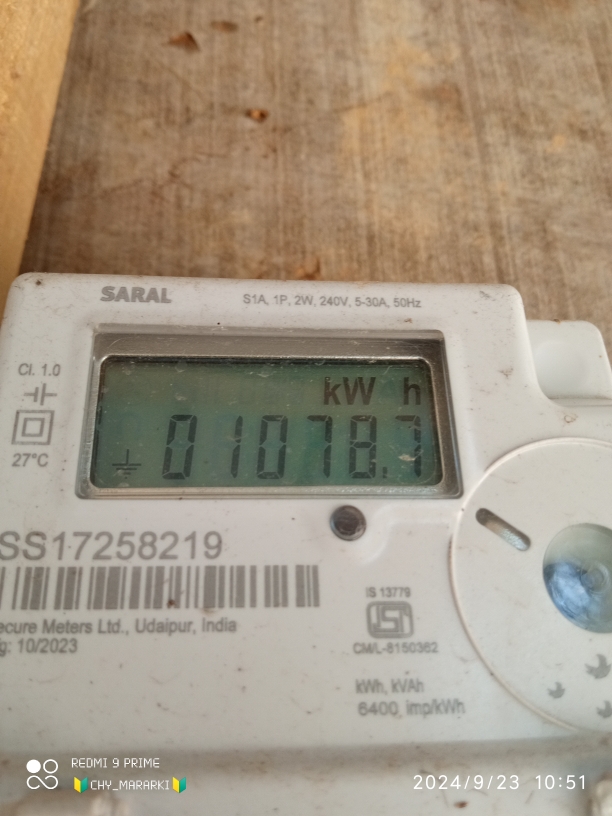 SARAL
S1A, 1P, 2W, 240V, 5-30A, 50Hz
Cl. 1.0
27°C
kW h
01078.7
SS17258219
ecure Meters Ltd., Udaipur, India
g: 10/2023
IS 13779
ISI
CM/L-8150362
kWh, kVAh
6400 imp/kWh
REDMI 9 PRIME
🔰CHY_MARARKI🔰
2024/9/23 10:51